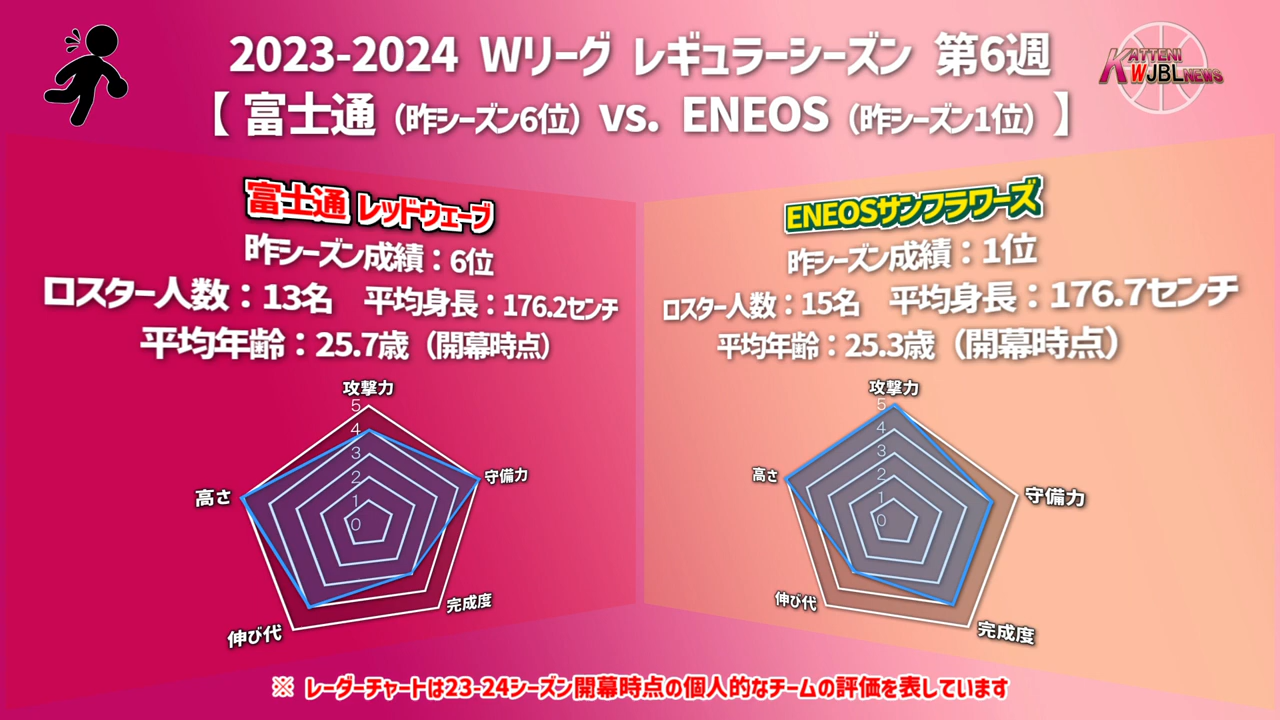 2023-2024 Wリーグ レギュラーシーズン 第6週
【 富士通（昨シーズン6位）vs. ENEOS（昨シーズン1位）】
KATTENI
WJBL NEWS
富士通 レッドウェーブ
昨シーズン成績：6位
ロスター人数：13名 平均身長：176.2センチ
平均年齢：25.7歳（開幕時点）
攻撃力
5
4
3
2
1
0
守備力
高さ
完成度
伸び代
ENEOSサンフラワーズ
昨シーズン成績：1位
ロスター人数：15名 平均身長：176.7センチ
平均年齢：25.3歳（開幕時点）
攻撃力
5
4
3
2
1
0
高さ
守備力
伸び代
完成度
※ レーダーチャートは23-24シーズン開幕時点の個人的なチームの評価を表しています